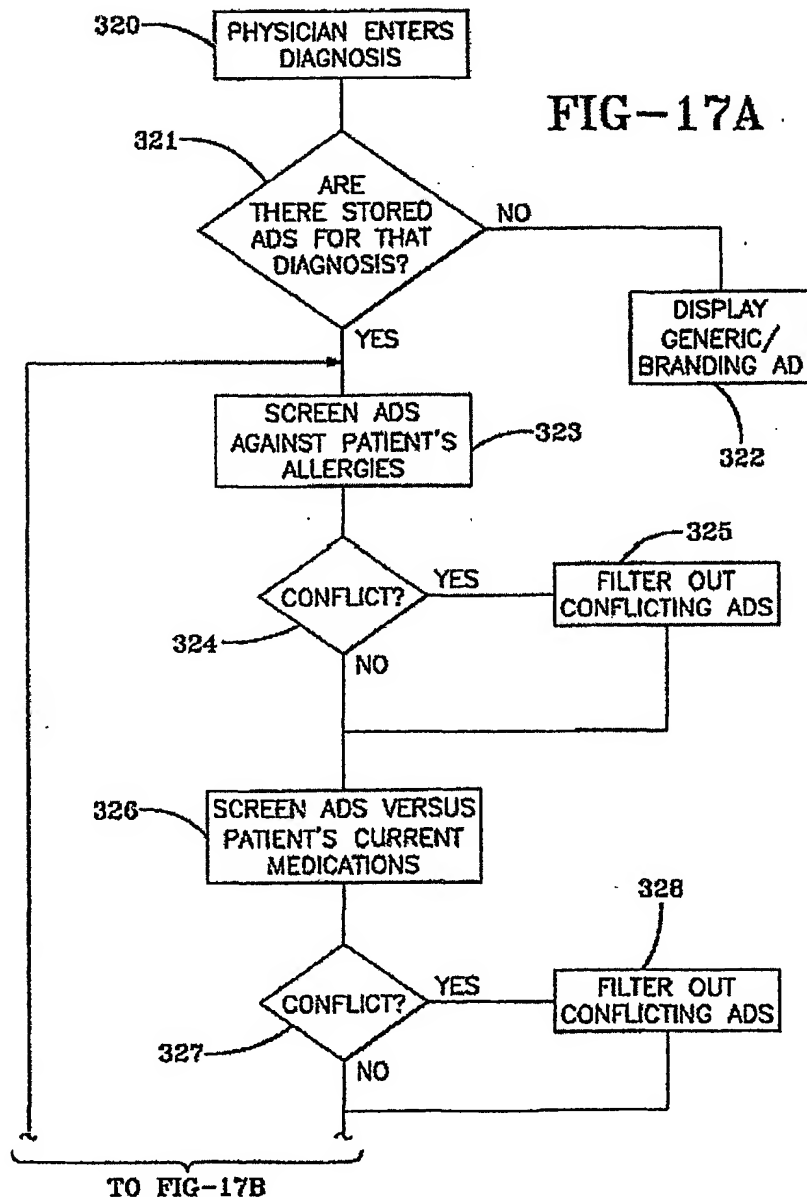 320
PHYSICIAN ENTERS
DIAGNOSIS
FIG-17A
321
ARE
THERE STORED
ADS FOR THAT
DIAGNOSIS?
NO
YES
DISPLAY
GENERIC/
BRANDING AD
322
SCREEN ADS
AGAINST PATIENT'S
ALLERGIES
323
324
CONFLICT?
YES
NO
325
FILTER OUT
CONFLICTING ADS
326
SCREEN ADS VERSUS
PATIENT'S CURRENT
MEDICATIONS
327
CONFLICT?
YES
NO
328
FILTER OUT
CONFLICTING ADS
TO FIG-17B